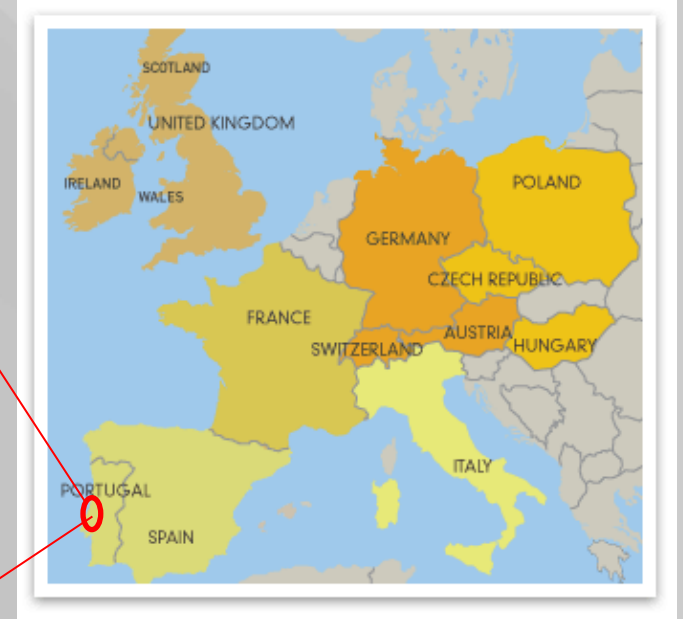 SCOTLAND
UNITED KINGDOM
IRELAND
WALES
POLAND
GERMANY
CZECH REPUBLIC
FRANCE
AUSTRIA
SWITZERLAND
HUNGARY
ITALY
PORTUGAL
SPAIN